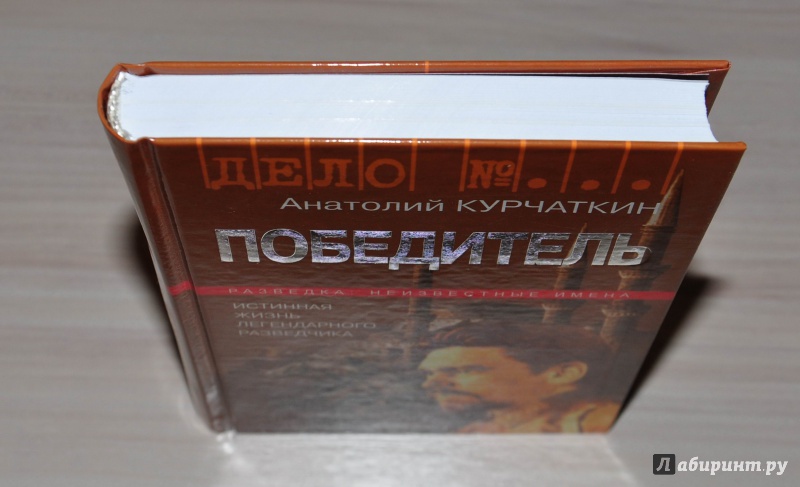 ДЕЛО №...
Анатолий КУРЧАТКИН
ПОБЕДИТЕЛЬ
РАЗВЕДКА: НЕИЗВЕСТНЫЕ ИМЕНА
ИСТИННАЯ
ЖИЗНЬ
ЛЕГЕНДАРНОГО
РАЗВЕДЧИКА
Лабиринт.ру